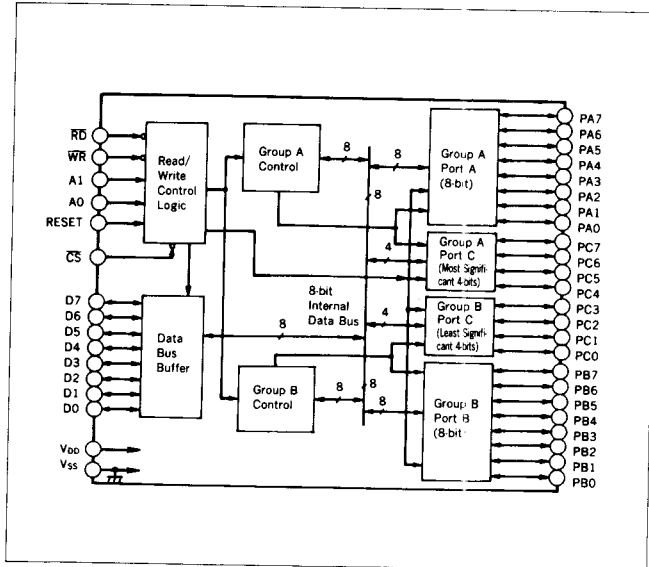 RD
WR
A1
A0
RESET
CS
D7
D6
D5
D4
D3
D2
D1
D0
VDD
VSS
Read/
Write
Control
Logic
Data
Bus
Buffer
Group A
Control
Group B
Control
8
8
8
4
8-bit
Internal
Data Bus
4
8
8
8
8
Group A
Port A
(8-bit)
Group A
Port C
(Most Signifi-
cant 4-bits)
Group B
Port C
(Least Signifi-
cant 4-bits)
Group B
Port B
(8-bit)
PA7
PA6
PA5
PA4
PA3
PA2
PA1
PA0
PC7
PC6
PC5
PC4
PC3
PC2
PC1
PC0
PB7
PB6
PB5
PB4
PB3
PB2
PB1
PB0